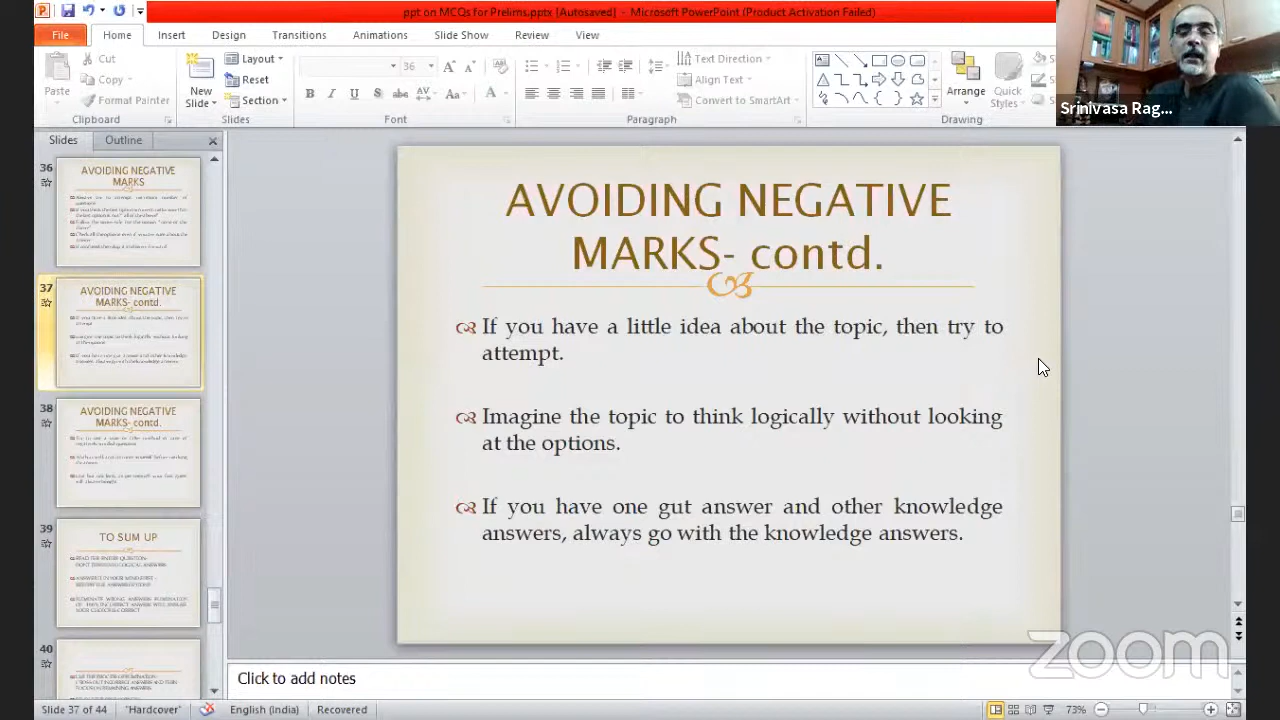 ppt on MCQs for Prelims.pptx [Autosaved] - Microsoft PowerPoint (Product Activation Failed)
File Home Insert Design Transitions Animations Slide Show Review View
Paste
Cut
Copy
Format Painter
Clipboard
New
Slide
Layout
Reset
Section
Slides
36
B I U S abc AV Aa A
Font
Text Direction
Align Text
Convert to SmartArt
Paragraph
Arrange
Quick
Styles
Drawing
Srinivasa Rag...
Slides Outline
36
AVOIDING NEGATIVE
MARKS
37
AVOIDING NEGATIVE
MARKS- contd.
38
AVOIDING NEGATIVE
MARKS- contd.
39
TO SUM UP
40
AVOIDING NEGATIVE
MARKS- contd.
If you have a little idea about the topic, then try to
attempt.
Imagine the topic to think logically without looking
at the options.
If you have one gut answer and other knowledge
answers, always go with the knowledge answers.
zoom
Click to add notes
Slide 37 of 44 "Hardcover" English (India) Recovered 73%